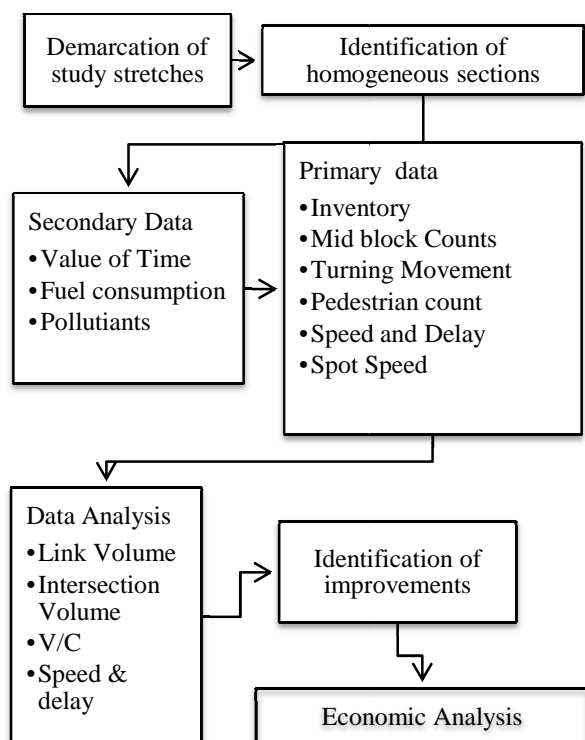 Demarcation of
study stretches
Identification of
homogeneous sections
Secondary Data
•Value of Time
•Fuel consumption
•Pollutiants
Primary data
•Inventory
•Mid block Counts
•Turning Movement
•Pedestrian count
•Speed and Delay
•Spot Speed
Data Analysis
•Link Volume
•Intersection
Volume
•V/C
•Speed &
delay
Identification of
improvements
Economic Analysis